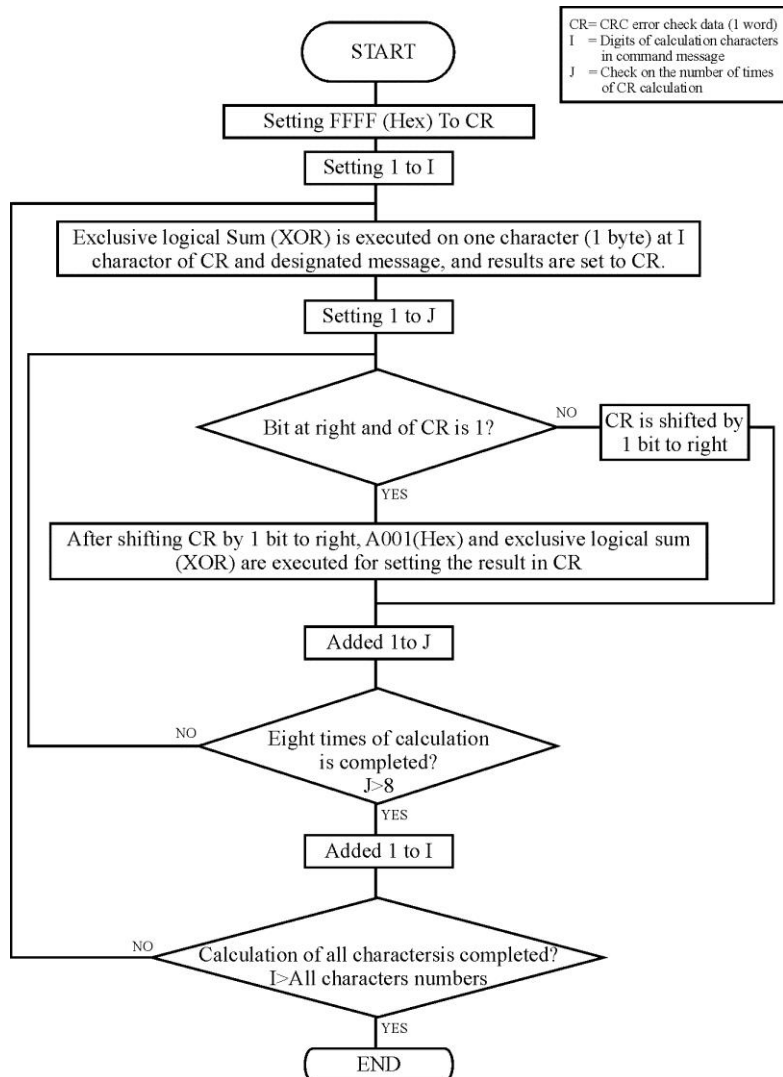 CR= CRC error check data (1 word)
I = Digits of calculation characters
in command message
J = Check on the number of times
of CR calculation
START
Setting FFFF (Hex) To CR
Setting 1 to I
Exclusive logical Sum (XOR) is executed on one character (1 byte) at I
charactor of CR and designated message, and results are set to CR.
Setting 1 to J
Bit at right and of CR is 1?
NO
CR is shifted by
1 bit to right
YES
After shifting CR by 1 bit to right, A001(Hex) and exclusive logical sum
(XOR) are executed for setting the result in CR
Added 1to J
NO
Eight times of calculation
is completed?
J>8
YES
Added 1 to I
NO
Calculation of all charactersis completed?
I>All characters numbers
YES
END